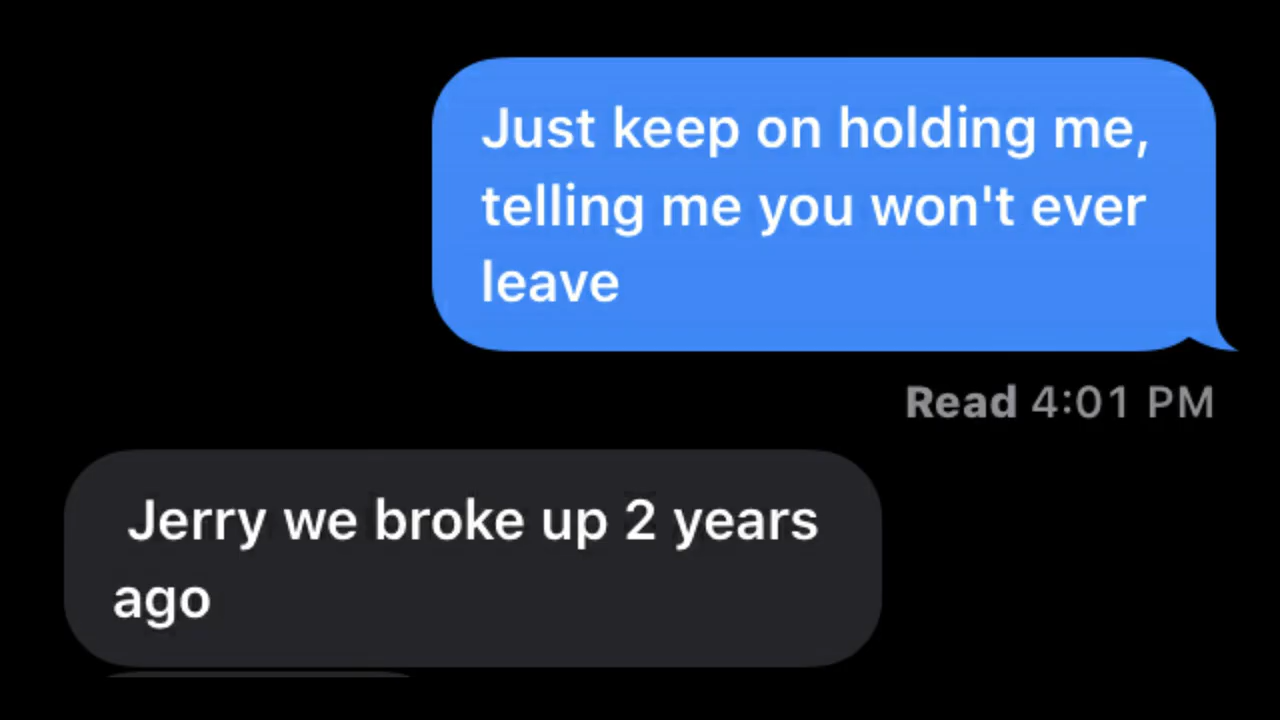 Just keep on holding me,
telling me you won't ever
leave
Read 4:01 PM
Jerry we broke up 2 years
ago